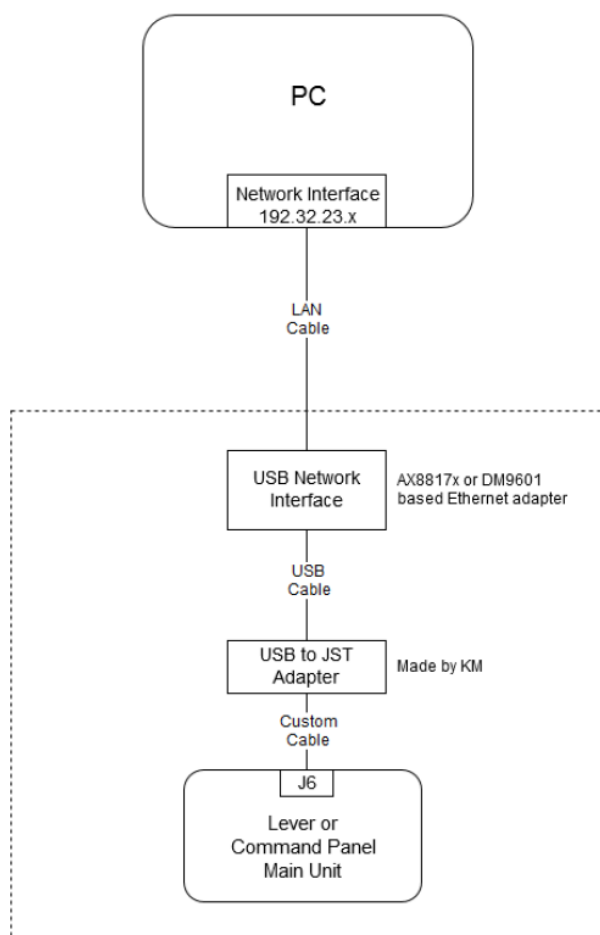 PC
Network Interface
192.32.23.x
LAN
Cable
USB Network
Interface
AX8817x or DM9601
based Ethernet adapter
USB
Cable
USB to JST
Adapter
Made by KM
Custom
Cable
J6
Lever or
Command Panel
Main Unit